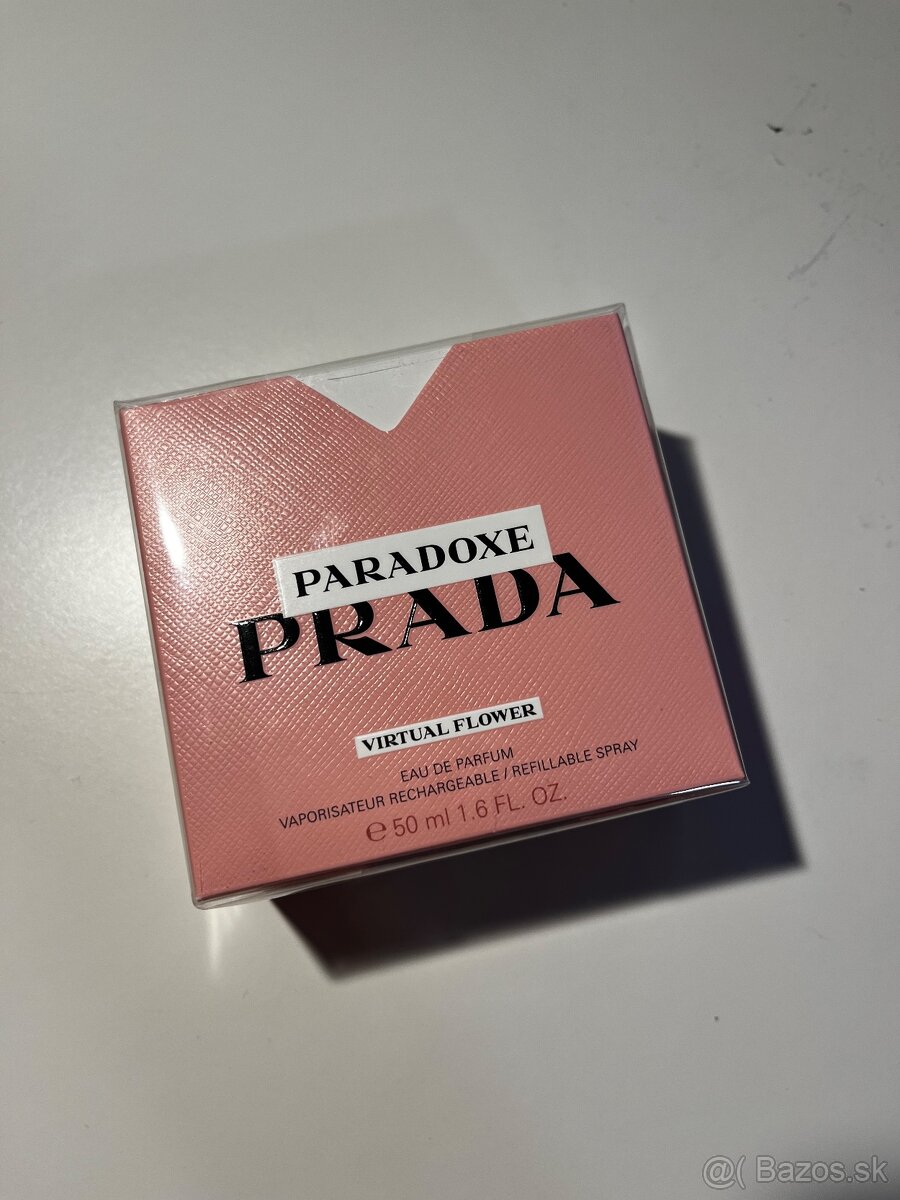 PARADOXE
PRADA
VIRTUAL FLOWER
EAU DE PARFUM
VAPORISATEUR RECHARGEABLE / REFILLABLE SPRAY
℮ 50 ml 1.6 FL. OZ.
@( Bazos.sk